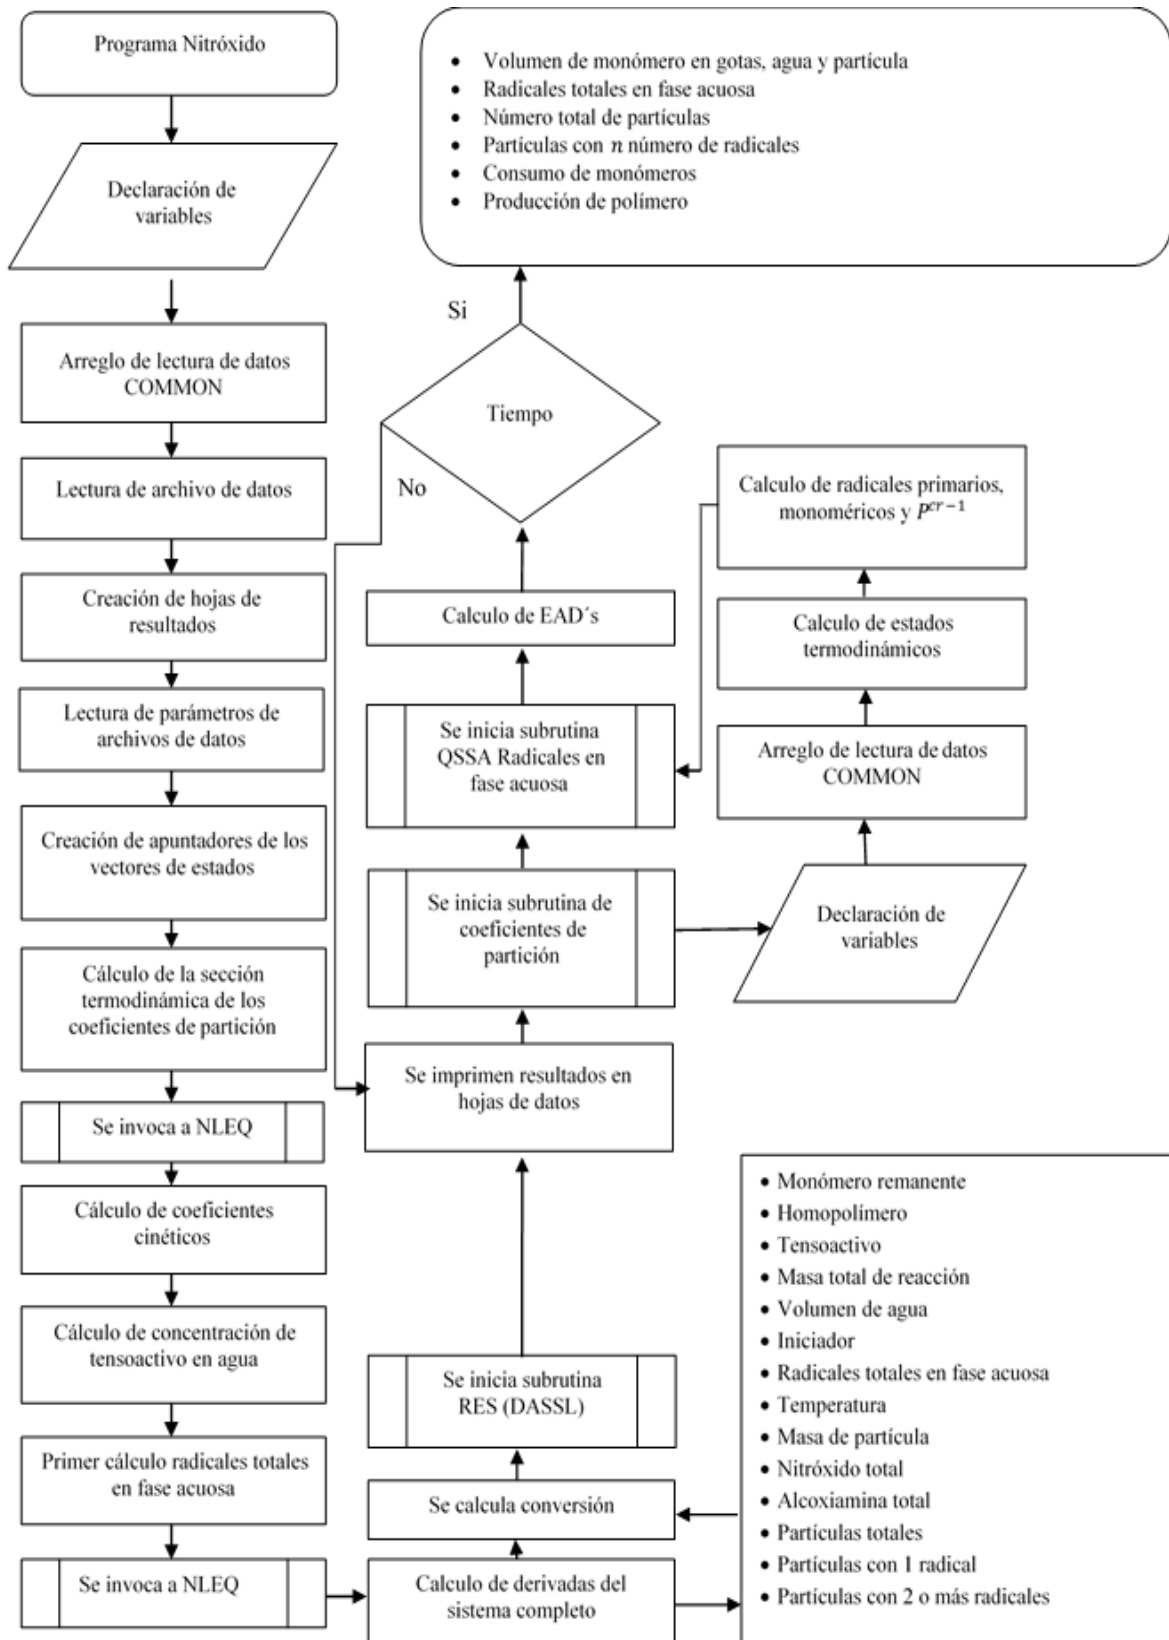 Programa Nitróxido
Declaración de
variables
Arreglo de lectura de datos
COMMON
Lectura de archivo de datos
Creación de hojas de
resultados
Lectura de parámetros de
archivos de datos
Creación de apuntadores de los
vectores de estados
Cálculo de la sección
termodinámica de los
coeficientes de partición
Se invoca a NLEQ
Cálculo de coeficientes
cinéticos
Cálculo de concentración de
tensoactivo en agua
Primer cálculo radicales totales
en fase acuosa
Se invoca a NLEQ
• Volumen de monómero en gotas, agua y partícula
• Radicales totales en fase acuosa
• Número total de partículas
• Partículas con n número de radicales
• Consumo de monómeros
• Producción de polímero
Si
Tiempo
No
Calculo de EAD´s
Se inicia subrutina
QSSA Radicales en
fase acuosa
Se inicia subrutina de
coeficientes de
partición
Se imprimen resultados en
hojas de datos
Se inicia subrutina
RES (DASSL)
Se calcula conversión
Calculo de derivadas del
sistema completo
Calculo de radicales primarios,
monoméricos y P^{cr−1}
Calculo de estados
termodinámicos
Arreglo de lectura de datos
COMMON
Declaración de
variables
• Monómero remanente
• Homopolímero
• Tensoactivo
• Masa total de reacción
• Volumen de agua
• Iniciador
• Radicales totales en fase acuosa
• Temperatura
• Masa de partícula
• Nitróxido total
• Alcoxiamina total
• Partículas totales
• Partículas con 1 radical
• Partículas con 2 o más radicales